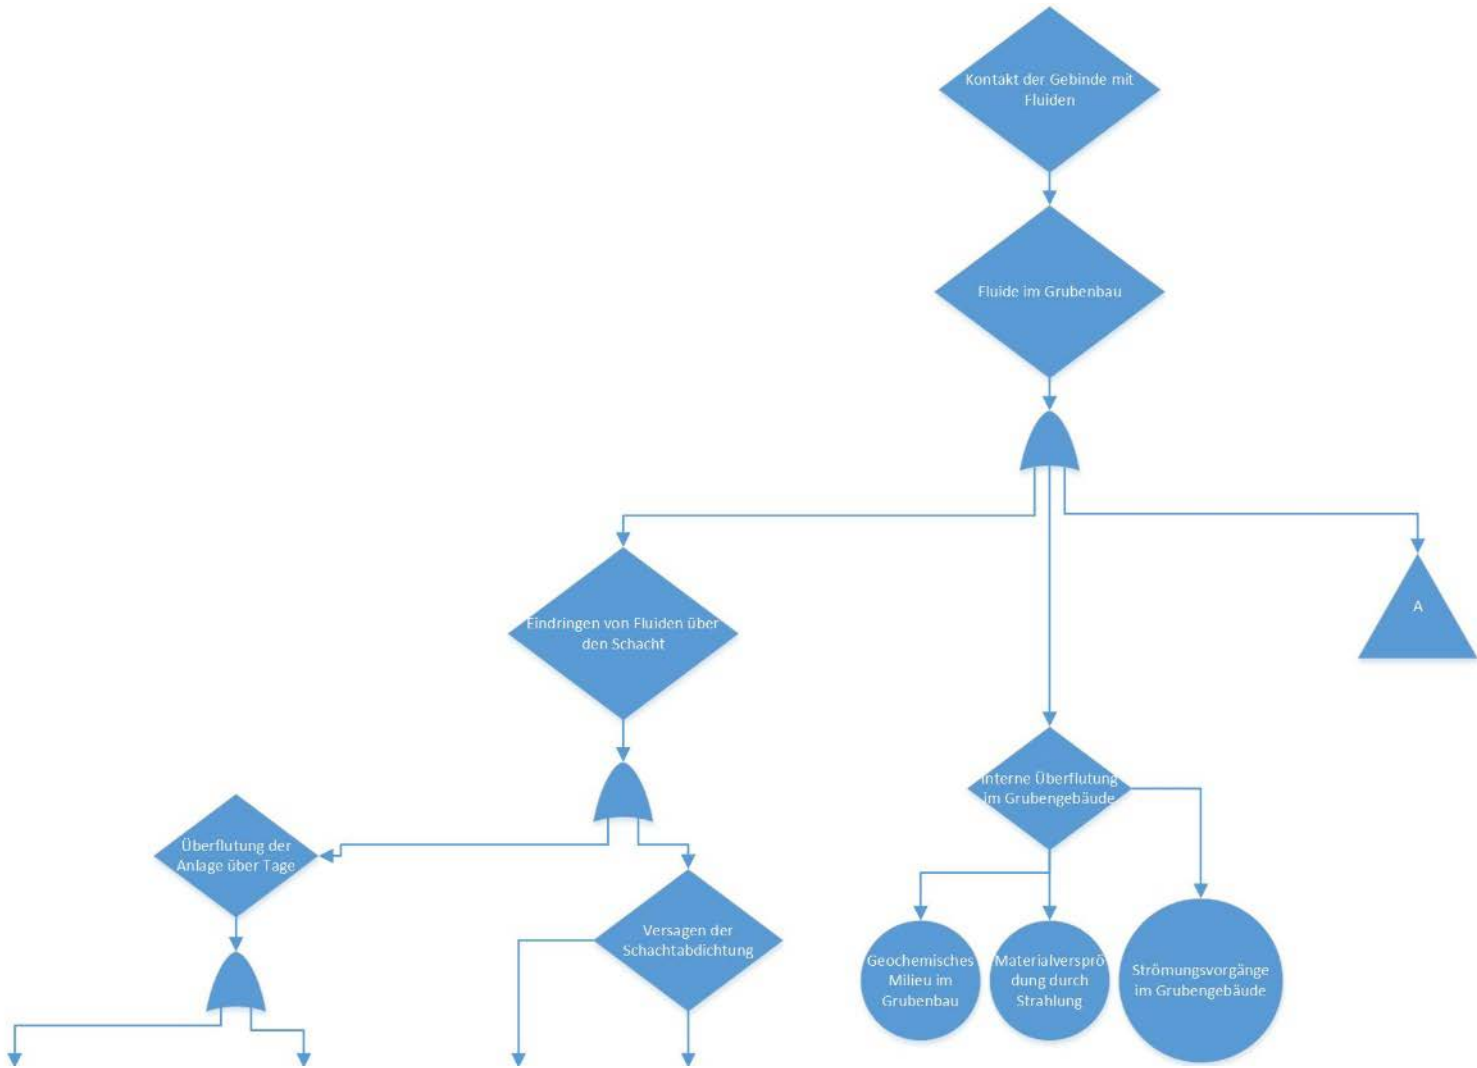 Kontakt der Gebinde mit
Fluiden
Fluide im Grubenbau
A
Eindringen von Fluiden über
den Schacht
Interne Überflutung
im Grubengebäude
Überflutung der
Anlage über Tage
Versagen der
Schachtabdichtung
Geochemisches
Milieu im
Grubenbau
Materialversprö
dung durch
Strahlung
Strömungsvorgänge
im Grubengebäude